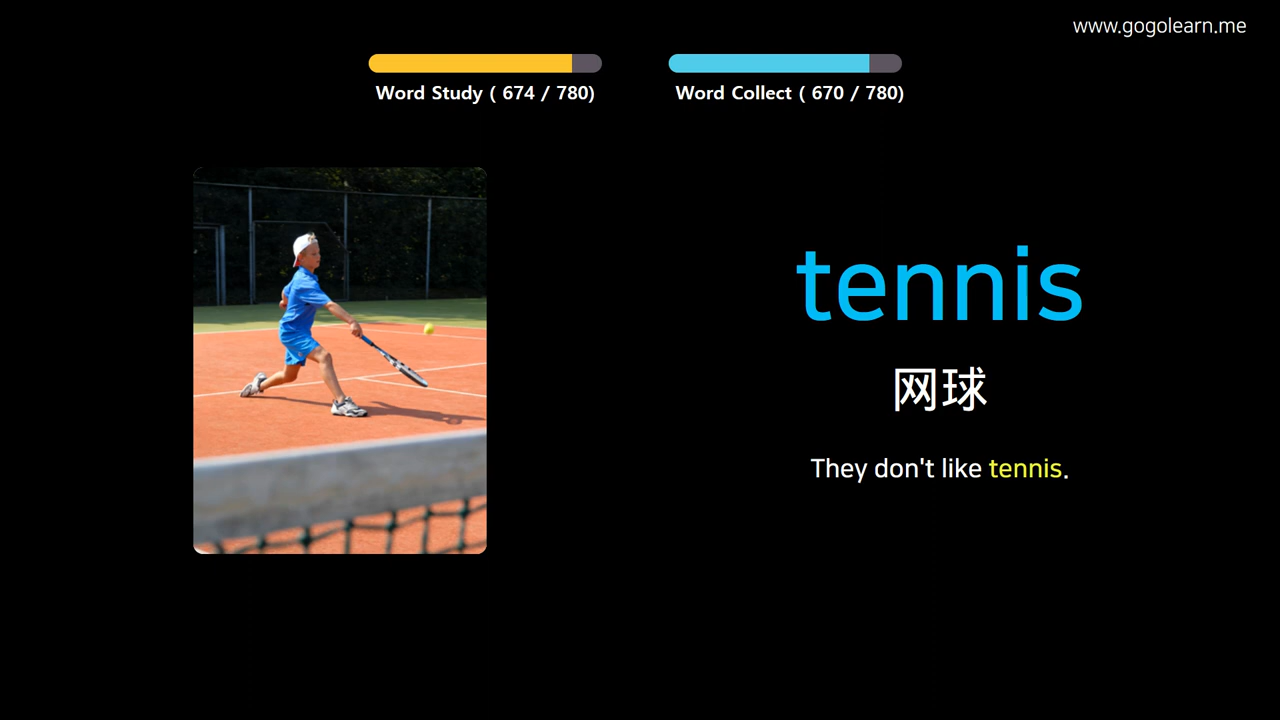 www.gogolearn.me
Word Study ( 674 / 780)
Word Collect ( 670 / 780)
tennis
网球
They don't like tennis.